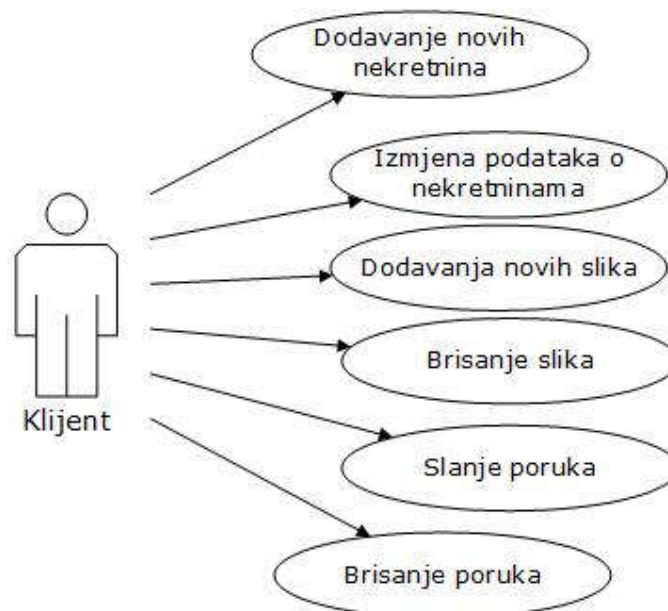 Dodavanje novih
nekretnina
Izmjena podataka o
nekretninama
Dodavanja novih slika
Brisanje slika
Klijent
Slanje poruka
Brisanje poruka